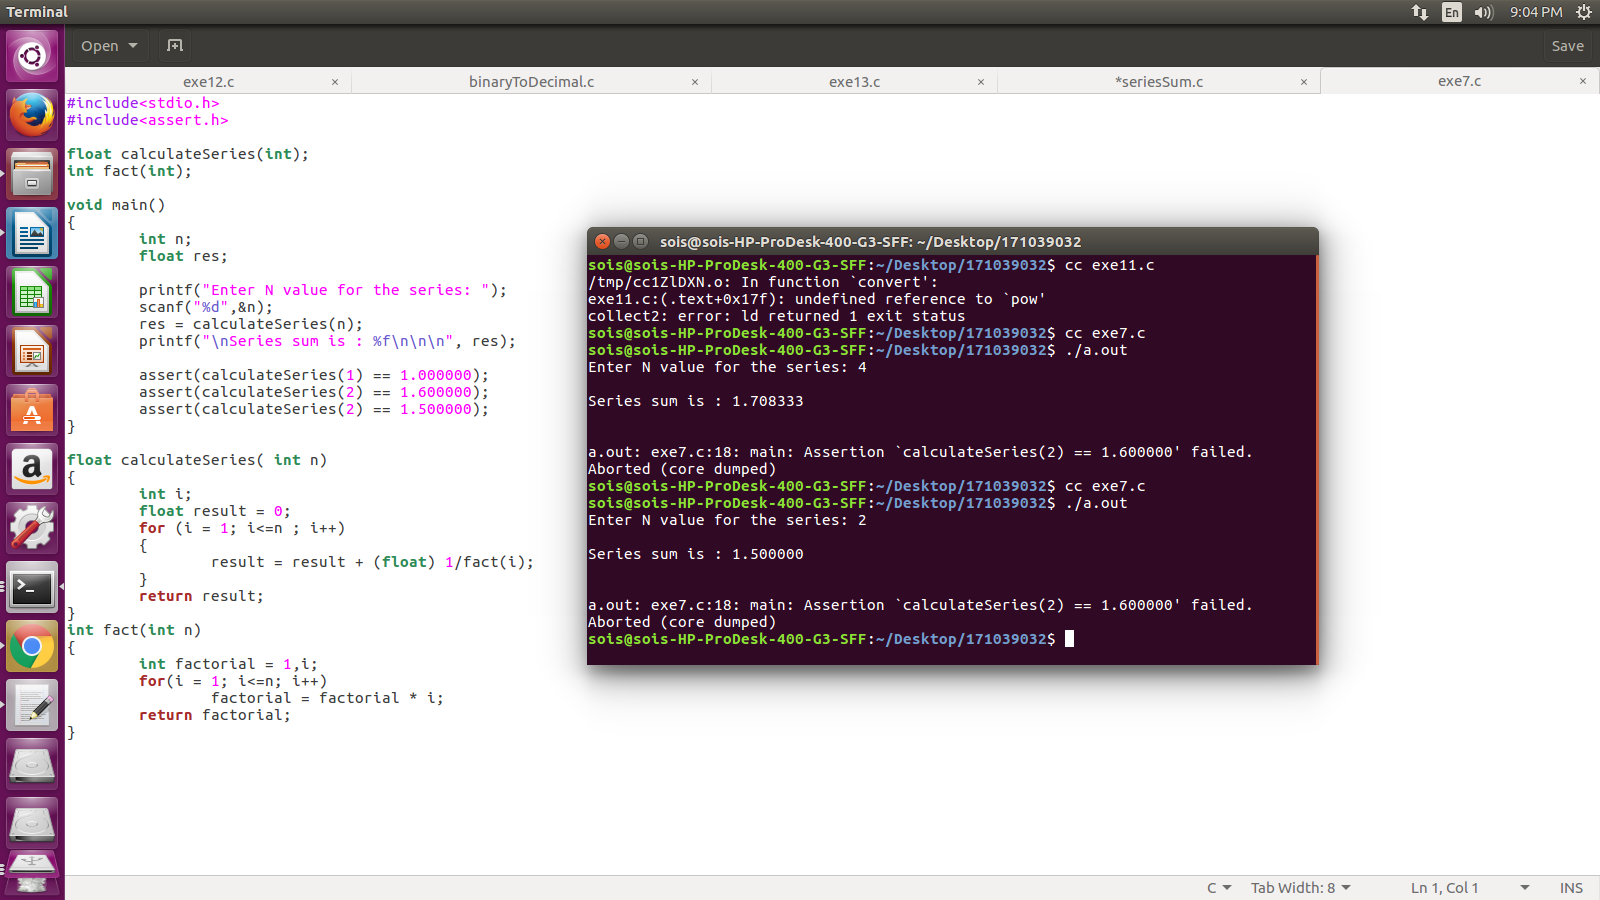 Terminal
En
9:04 PM
Open
Save
exe12.c ×
binaryToDecimal.c ×
exe13.c ×
*seriesSum.c ×
exe7.c ×
#include<stdio.h>
#include<assert.h>
float calculateSeries(int);
int fact(int);
void main()
{
int n;
float res;
printf("Enter N value for the series: ");
scanf("%d",&n);
res = calculateSeries(n);
printf("\nSeries sum is : %f\n\n\n", res);
assert(calculateSeries(1) == 1.000000);
assert(calculateSeries(2) == 1.600000);
assert(calculateSeries(2) == 1.500000);
}
float calculateSeries( int n)
{
int i;
float result = 0;
for (i = 1; i<=n ; i++)
{
result = result + (float) 1/fact(i);
}
return result;
}
int fact(int n)
{
int factorial = 1,i;
for(i = 1; i<=n; i++)
factorial = factorial * i;
return factorial;
}
sois@sois-HP-ProDesk-400-G3-SFF: ~/Desktop/171039032
sois@sois-HP-ProDesk-400-G3-SFF:~/Desktop/171039032$ cc exe11.c
/tmp/cc1ZlDXN.o: In function `convert':
exe11.c:(.text+0x17f): undefined reference to `pow'
collect2: error: ld returned 1 exit status
sois@sois-HP-ProDesk-400-G3-SFF:~/Desktop/171039032$ cc exe7.c
sois@sois-HP-ProDesk-400-G3-SFF:~/Desktop/171039032$ ./a.out
Enter N value for the series: 4
Series sum is : 1.708333
a.out: exe7.c:18: main: Assertion `calculateSeries(2) == 1.600000' failed.
Aborted (core dumped)
sois@sois-HP-ProDesk-400-G3-SFF:~/Desktop/171039032$ cc exe7.c
sois@sois-HP-ProDesk-400-G3-SFF:~/Desktop/171039032$ ./a.out
Enter N value for the series: 2
Series sum is : 1.500000
a.out: exe7.c:18: main: Assertion `calculateSeries(2) == 1.600000' failed.
Aborted (core dumped)
sois@sois-HP-ProDesk-400-G3-SFF:~/Desktop/171039032$
C
Tab Width: 8
Ln 1, Col 1
INS